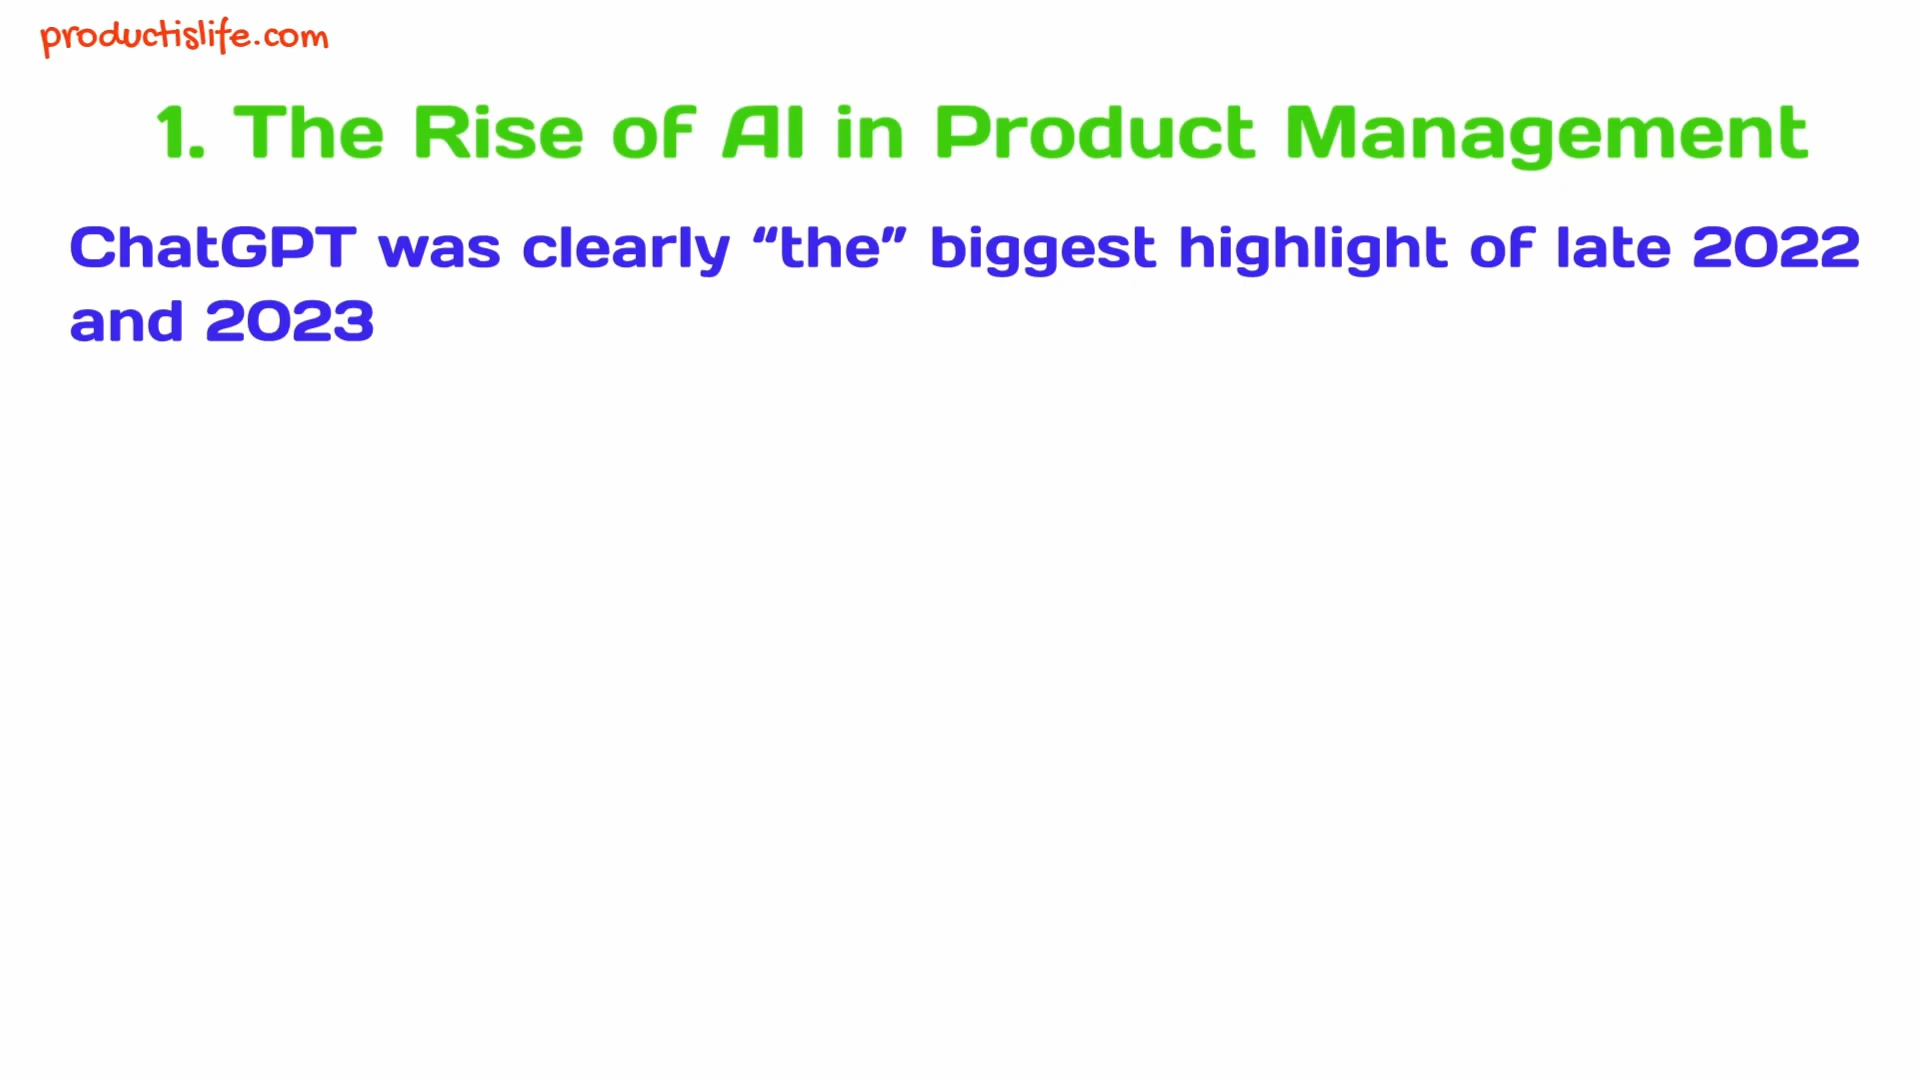 productislife.com
1. The Rise of AI in Product Management
ChatGPT was clearly “the” biggest highlight of late 2022
and 2023